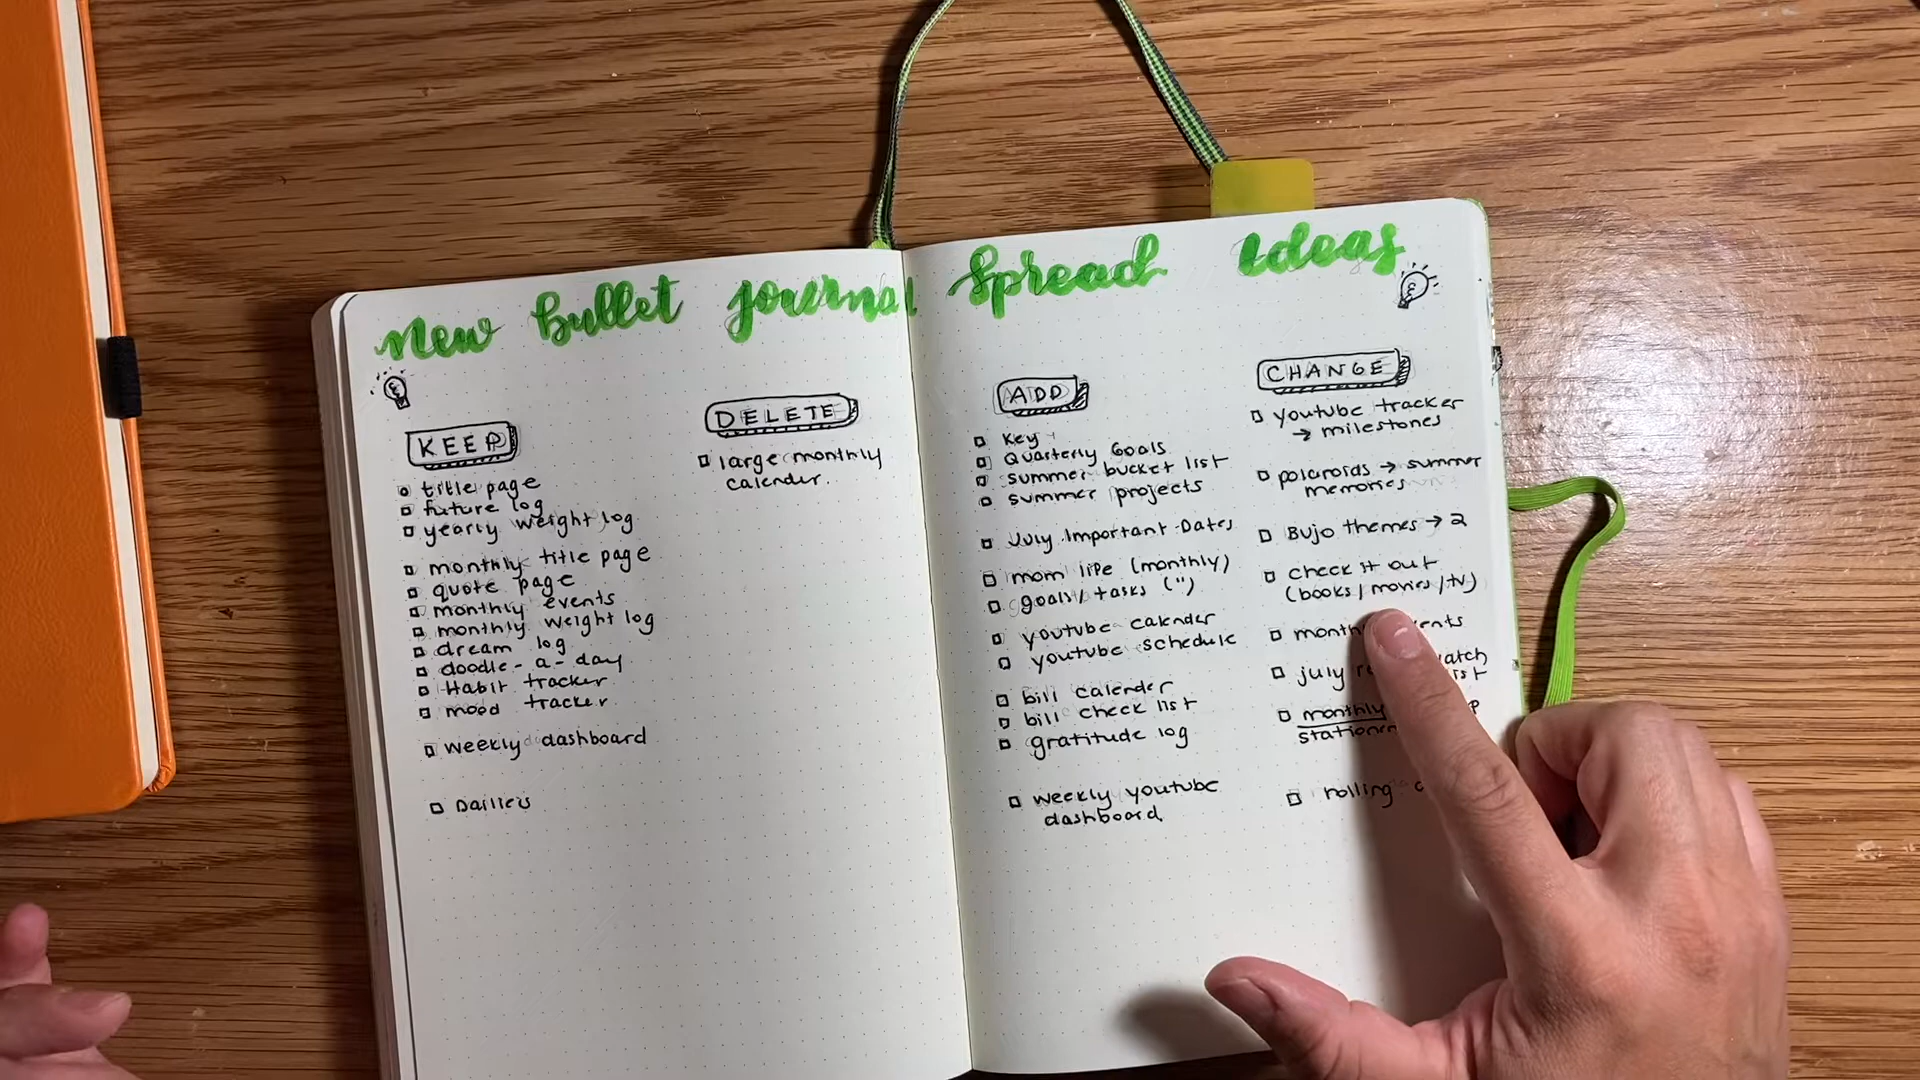 New Bullet Journal Spread Ideas
KEEP
title page
future log
yearly weight log
monthly title page
quote page
monthly events
monthly weight log
dream log
doodle-a-day
Habit tracker
mood tracker
weekly dashboard
Dailies
DELETE
large monthly
calender.
ADD
Key
Quarterly Goals
summer bucket list
summer projects
July Important Dates
mom life (monthly)
goals/tasks (")
youtube calender
youtube schedule
bill calender
bill check list
gratitude log
weekly youtube
dashboard
CHANGE
youtube tracker
→ milestones
polaroids → summer
memories
Bujo themes → 2
check it out
(books/movies/tv)
july
monthly
rolling